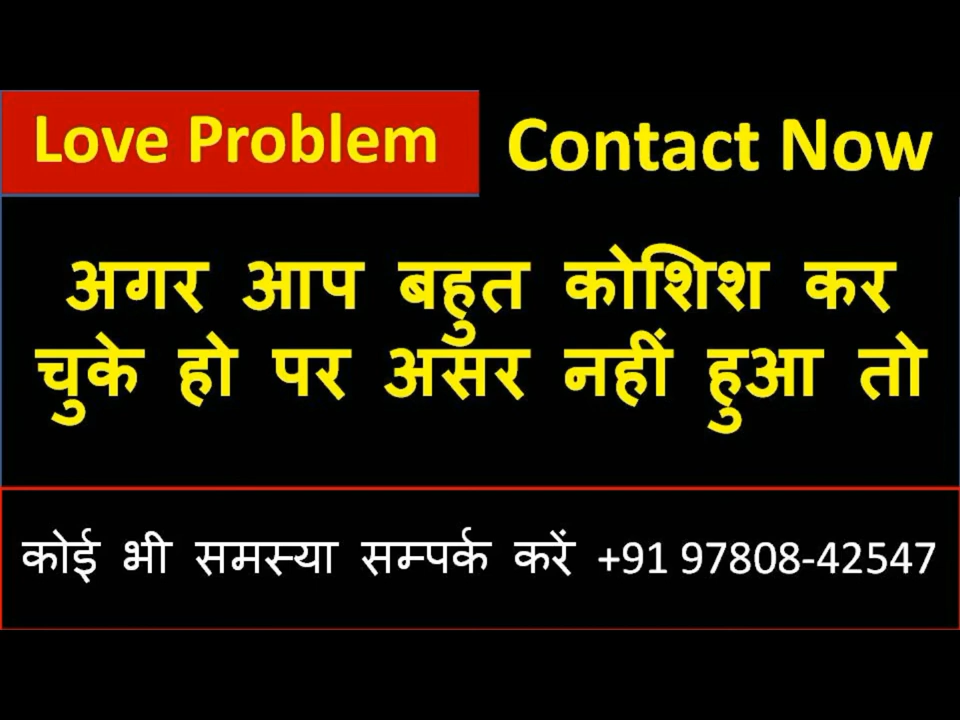 Love Problem
Contact Now
अगर आप बहुत कोशिश कर
चुके हो पर असर नहीं हुआ तो
कोई भी समस्या सम्पर्क करें +91 97808-42547